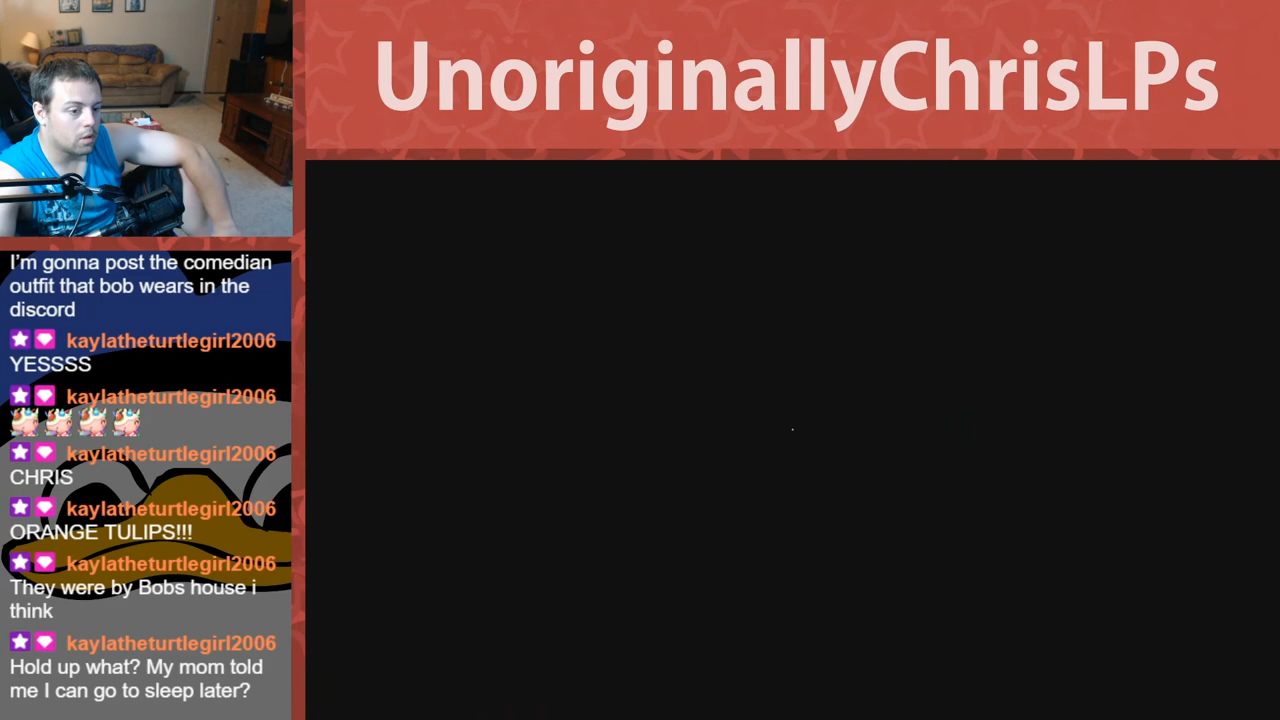 UnoriginallyChrisLPs
I'm gonna post the comedian
outfit that bob wears in the
discord
kaylatheturtlegirl2006
YESSSS
kaylatheturtlegirl2006
kaylatheturtlegirl2006
CHRIS
kaylatheturtlegirl2006
ORANGE TULIPS!!!
kaylatheturtlegirl2006
They were by Bobs house i
think
kaylatheturtlegirl2006
Hold up what? My mom told
me I can go to sleep later?